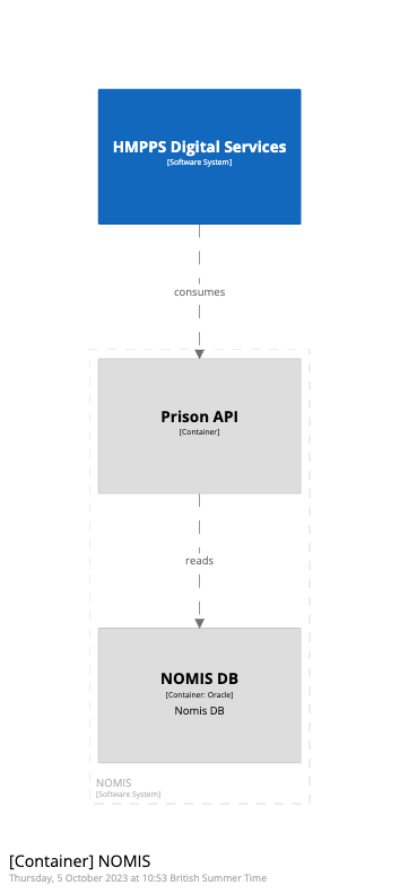 HMPPS Digital Services
[Software System]
consumes
Prison API
[Container]
reads
NOMIS DB
[Container: Oracle]
Nomis DB
NOMIS
[Software System]
[Container] NOMIS
Thursday, 5 October 2023 at 10:53 British Summer Time